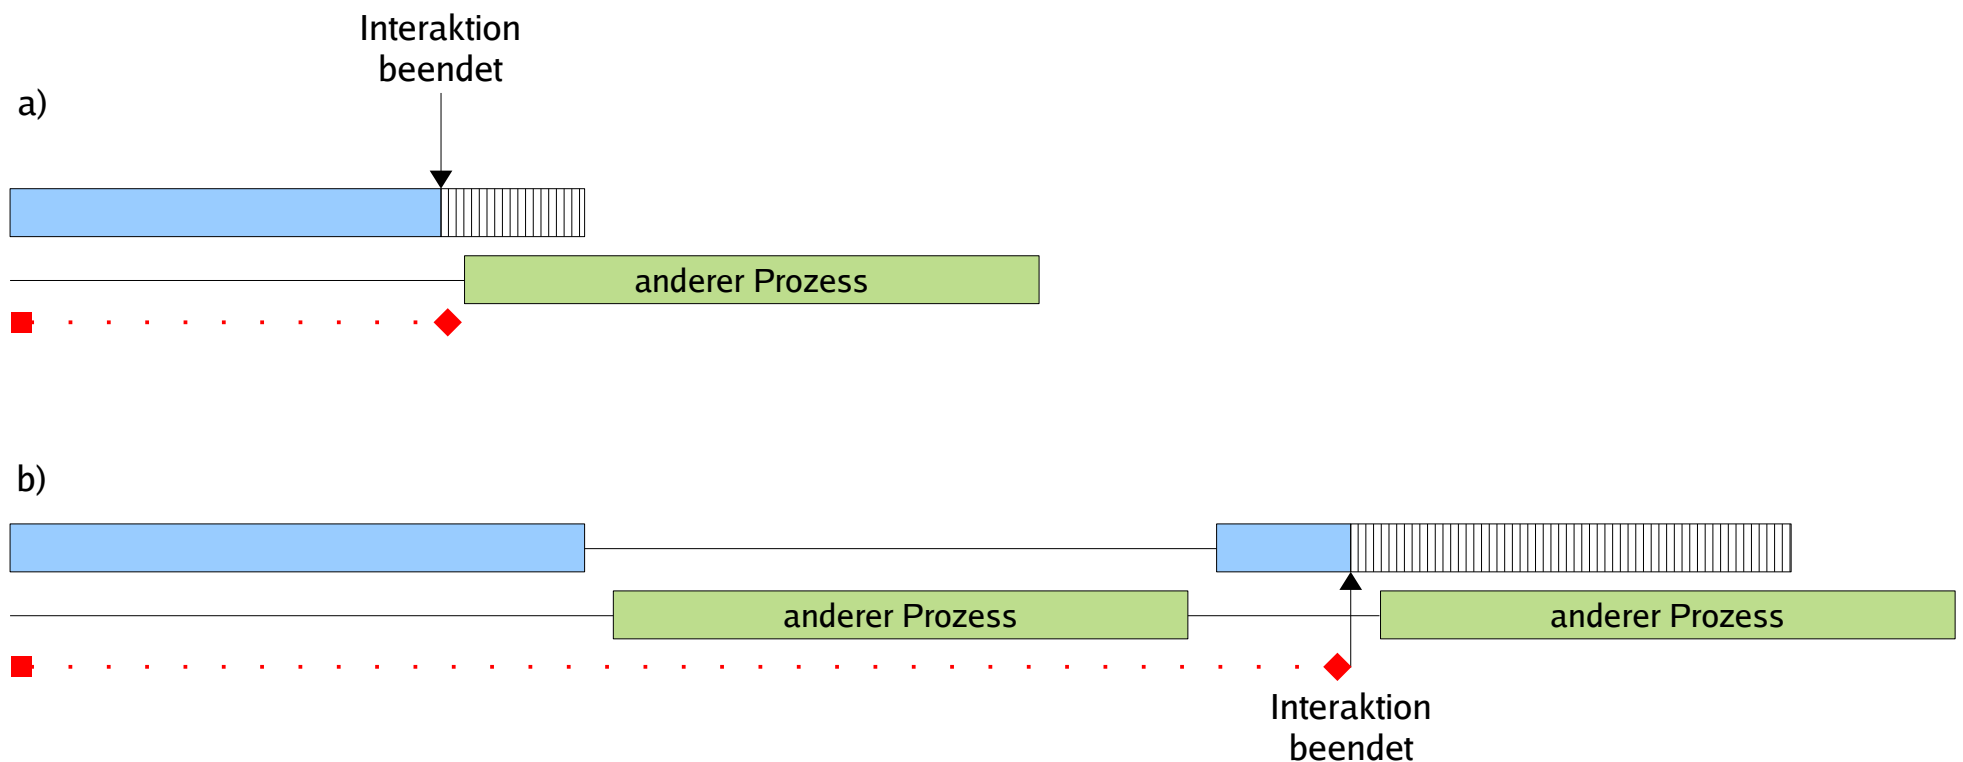 Interaktion
beendet
a)
anderer Prozess
b)
anderer Prozess
anderer Prozess
Interaktion
beendet